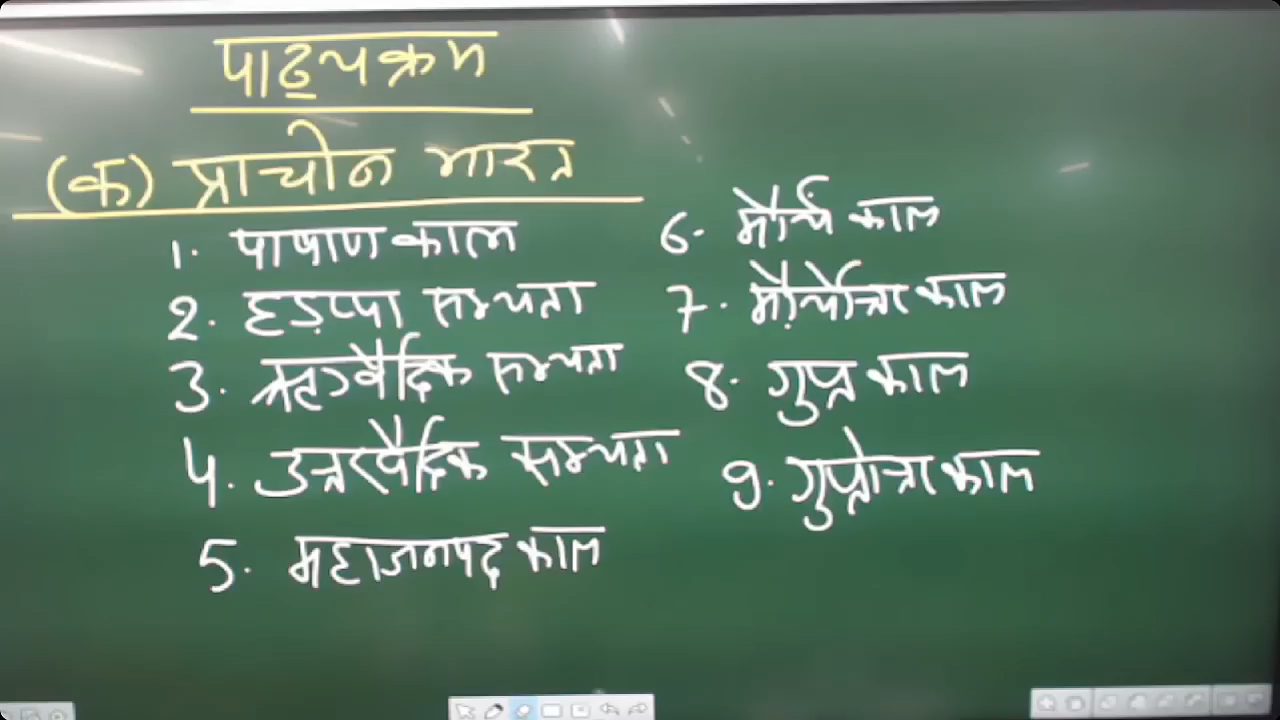 पाठ्यक्रम
(क) प्राचीन भारत
1. पाषाण काल
2. हड़प्पा सभ्यता
3. ऋग्वैदिक सभ्यता
4. उत्तरवैदिक सभ्यता
5. महाजनपद काल
6. मौर्य काल
7. मौर्योत्तर काल
8. गुप्त काल
9. गुप्तोत्तर काल